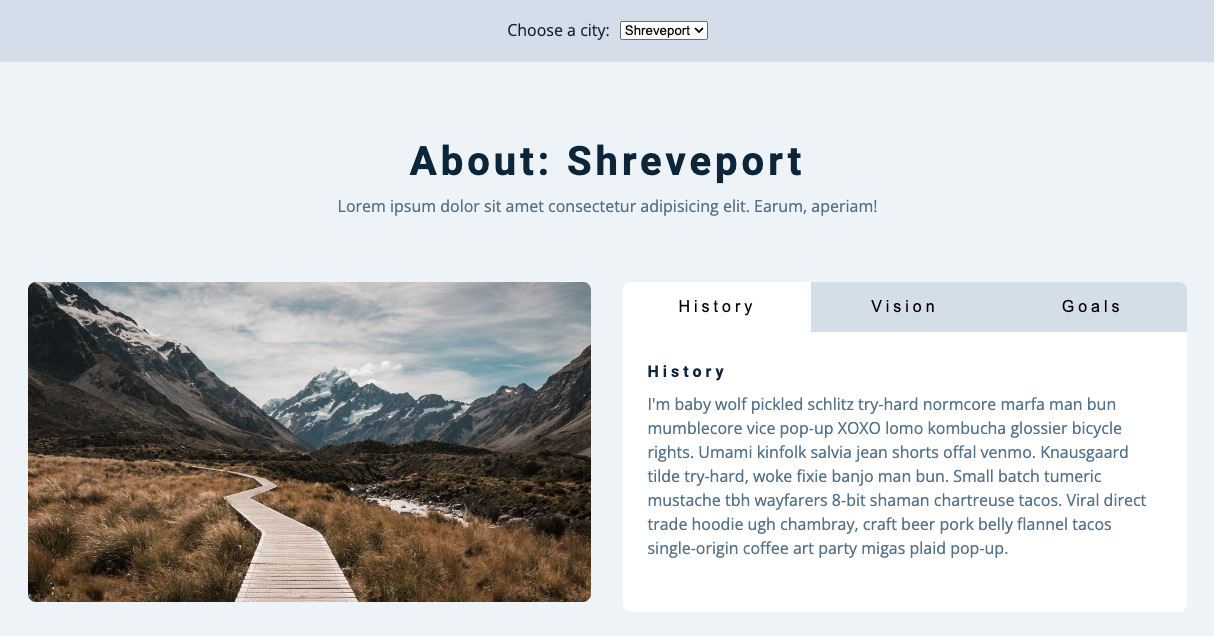 Choose a city: Shreveport
About: Shreveport
Lorem ipsum dolor sit amet consectetur adipisicing elit. Earum, aperiam!
History Vision Goals
History
I'm baby wolf pickled schlitz try-hard normcore marfa man bun
mumblecore vice pop-up XOXO lomo kombucha glossier bicycle
rights. Umami kinfolk salvia jean shorts offal venmo. Knausgaard
tilde try-hard, woke fixie banjo man bun. Small batch tumeric
mustache tbh wayfarers 8-bit shaman chartreuse tacos. Viral direct
trade hoodie ugh chambray, craft beer pork belly flannel tacos
single-origin coffee art party migas plaid pop-up.